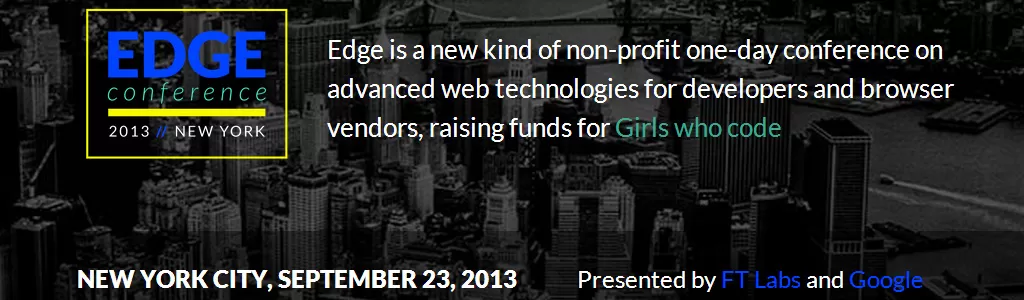 EDGE
conference
2013 // NEW YORK
Edge is a new kind of non-profit one-day conference on
advanced web technologies for developers and browser
vendors, raising funds for Girls who code
NEW YORK CITY, SEPTEMBER 23, 2013
Presented by FT Labs and Google